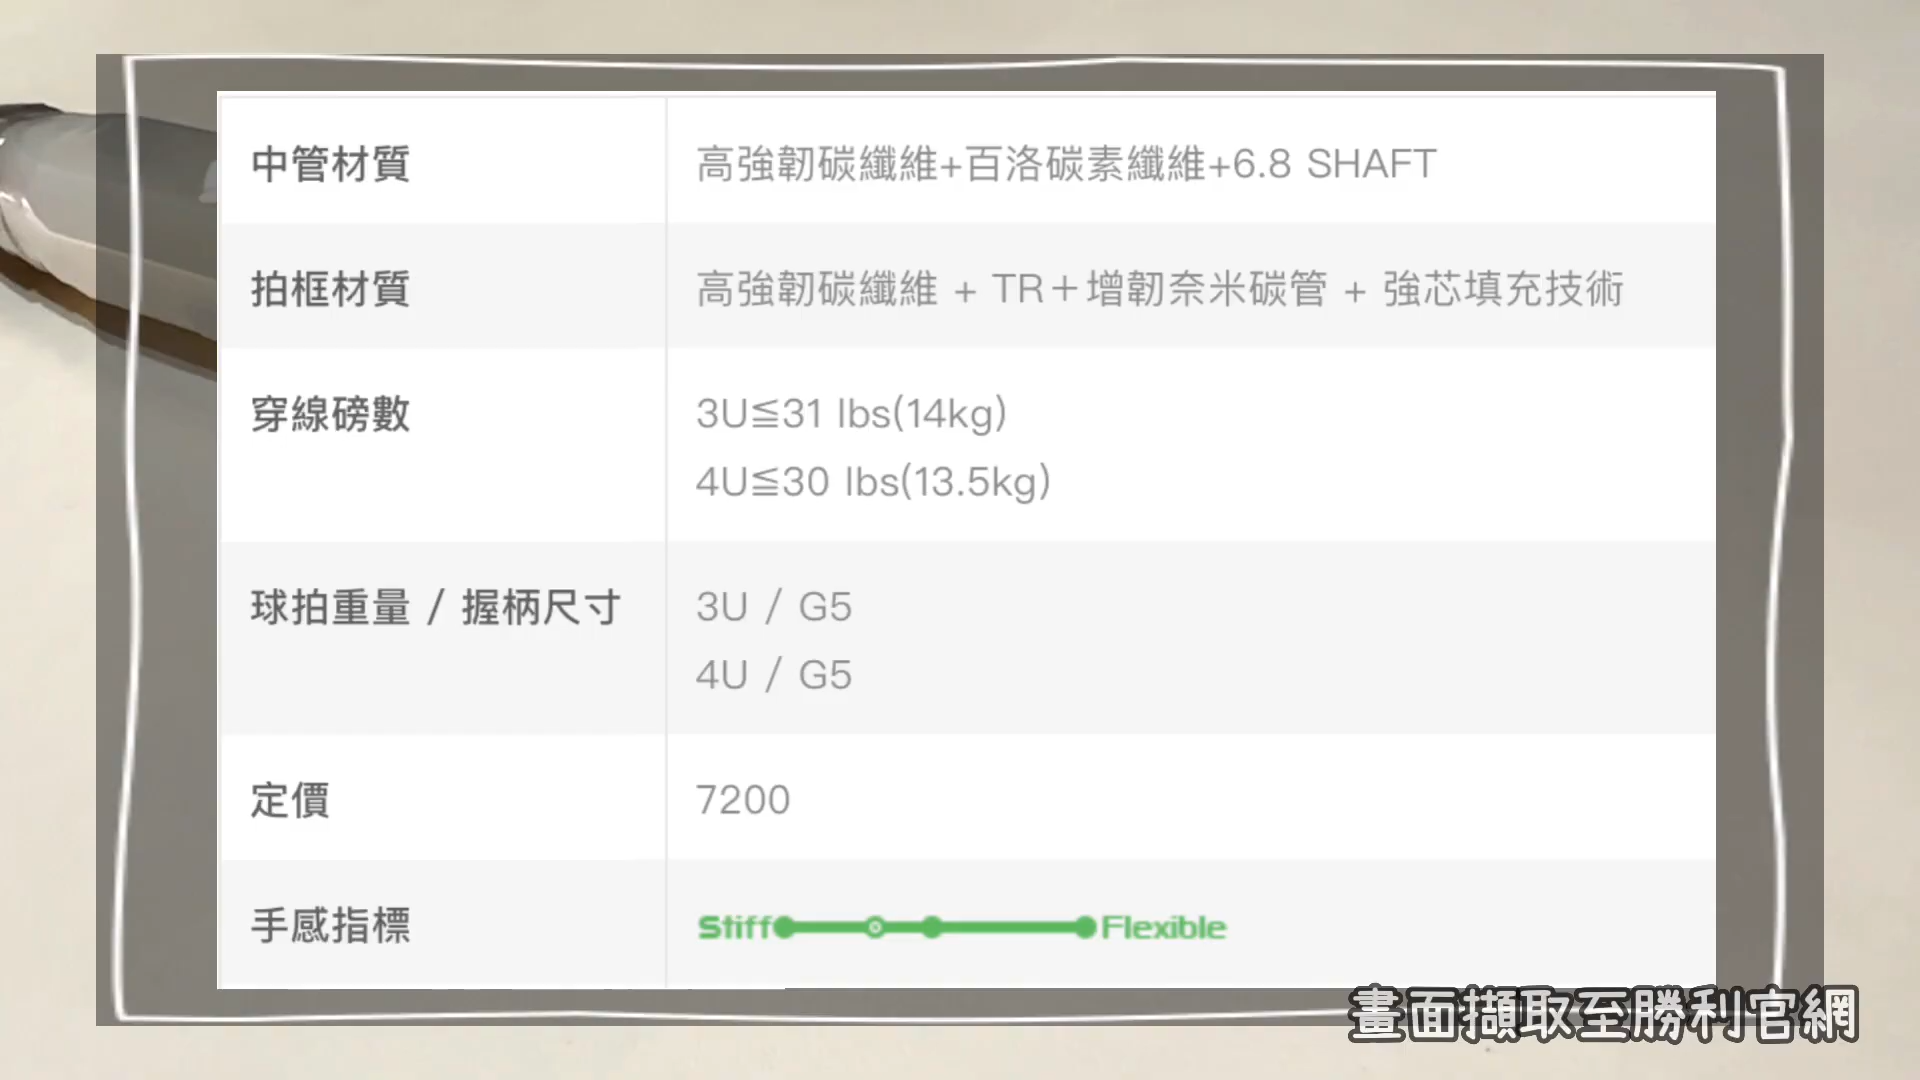 中管材質
高強韌碳纖維+百洛碳素纖維+6.8 SHAFT
拍框材質
高強韌碳纖維 + TR＋增韌奈米碳管 + 強芯填充技術
穿線磅數
3U≦31 lbs(14kg)
4U≦30 lbs(13.5kg)
球拍重量 / 握柄尺寸
3U / G5
4U / G5
定價
7200
手感指標
Stiff Flexible
畫面擷取至勝利官網